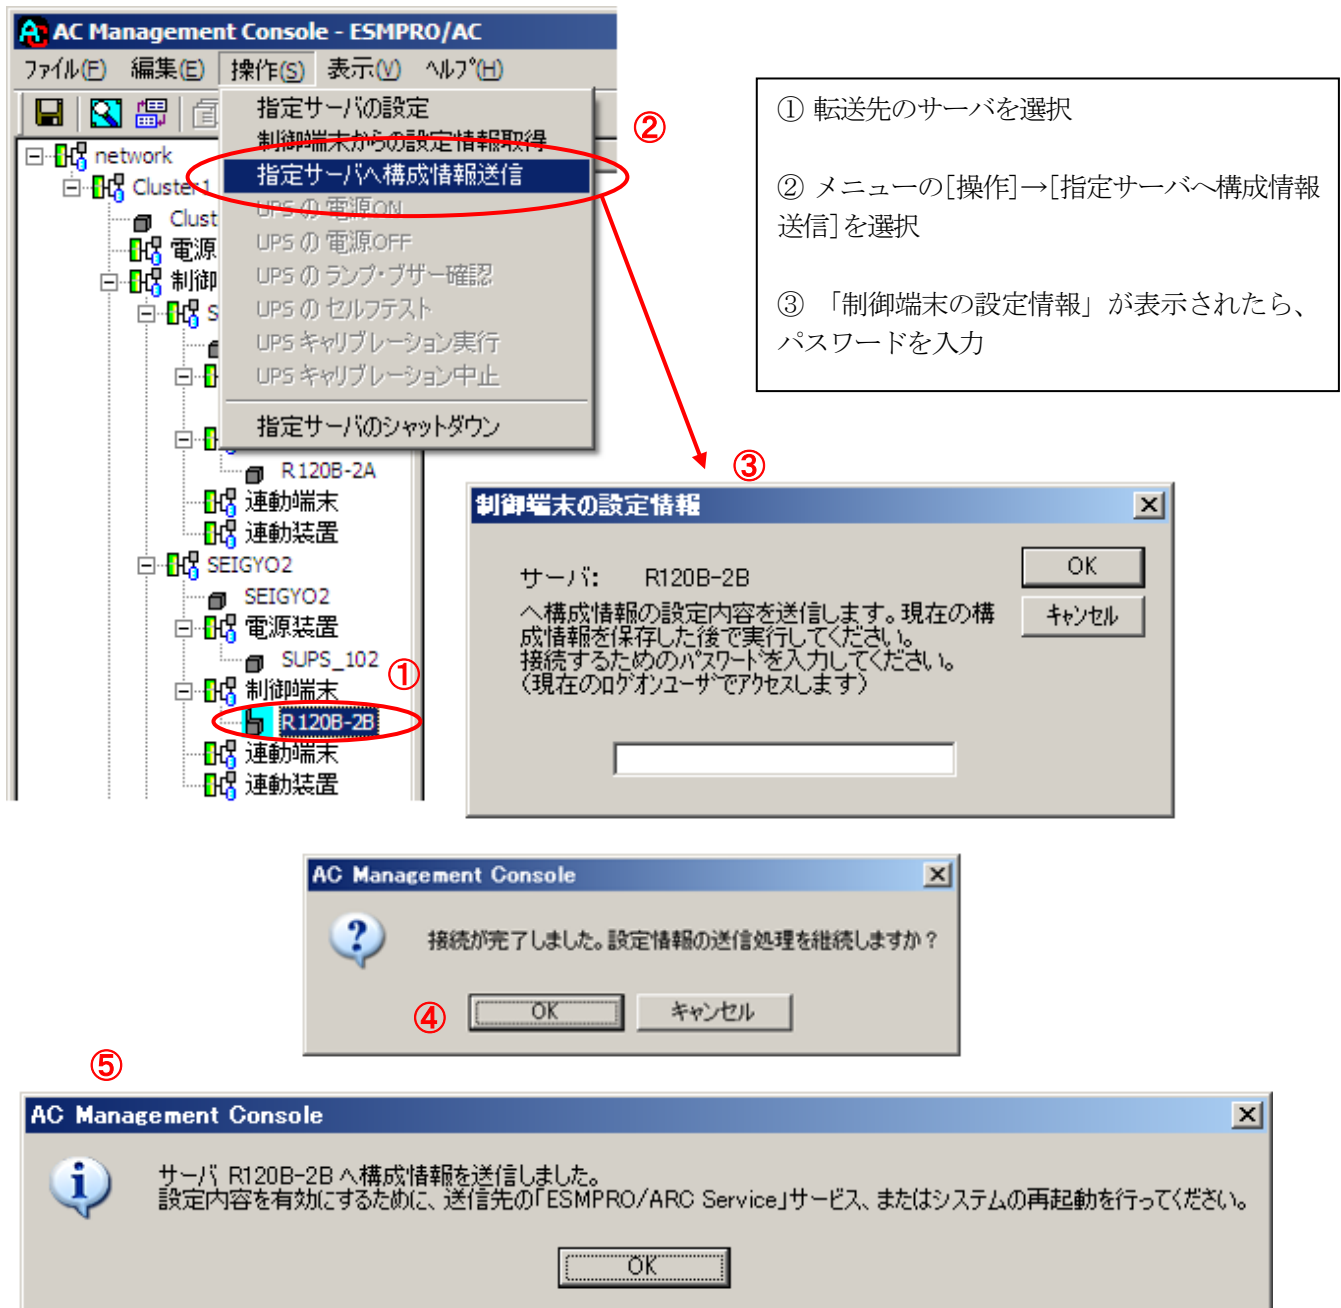 AC Management Console - ESMPRO/AC
ファイル(F) 編集(E) 操作(S) 表示(V) ヘルプ(H)
指定サーバの設定
制御端末からの設定情報取得
指定サーバへ構成情報送信
UPS の 電源ON
UPS の 電源OFF
UPS の ランプ・ブザー確認
UPS の セルフテスト
UPS キャリブレーション実行
UPS キャリブレーション中止
指定サーバのシャットダウン
②
① 転送先のサーバを選択
② メニューの[操作]→[指定サーバへ構成情報
送信]を選択
③ 「制御端末の設定情報」が表示されたら、
パスワードを入力
network
Cluster1
Clust
電源
制御
S
R120B-2A
連動端末
連動装置
SEIGYO2
SEIGYO2
電源装置
SUPS_102
①
制御端末
R120B-2B
連動端末
連動装置
③
制御端末の設定情報
サーバ: R120B-2B
へ構成情報の設定内容を送信します。現在の構
成情報を保存した後で実行してください。
接続するためのパスワードを入力してください。
(現在のログオンユーザでアクセスします)
OK
キャンセル
AC Management Console
接続が完了しました。設定情報の送信処理を継続しますか?
④
OK
キャンセル
⑤
AC Management Console
サーバ R120B-2B へ構成情報を送信しました。
設定内容を有効にするために、送信先の「ESMPRO/ARC Service」サービス、またはシステムの再起動を行ってください。
OK